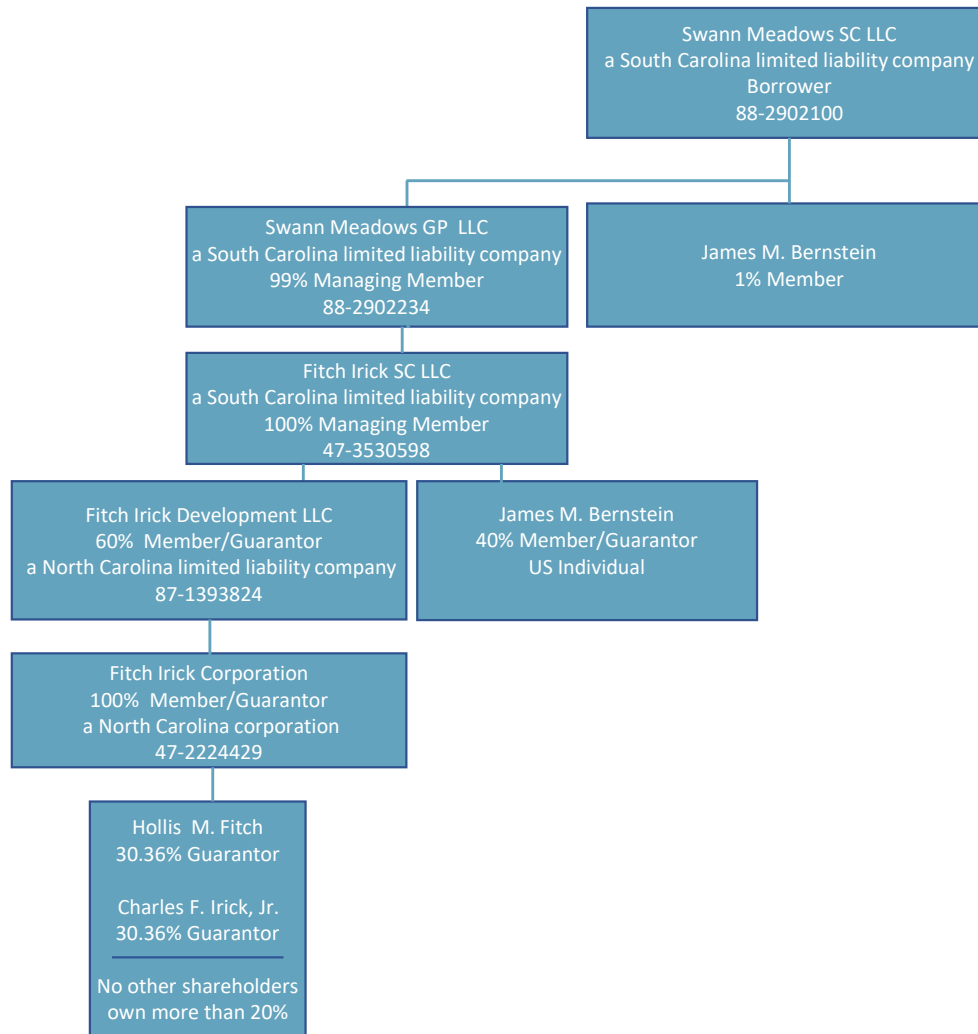 Swann Meadows SC LLC
a South Carolina limited liability company
Borrower
88-2902100
Swann Meadows GP  LLC
a South Carolina limited liability company
99% Managing Member
88-2902234
James M. Bernstein
1% Member
Fitch Irick SC LLC
a South Carolina limited liability company
100% Managing Member
47-3530598
Fitch Irick Development LLC
60%  Member/Guarantor
a North Carolina limited liability company
87-1393824
James M. Bernstein
40% Member/Guarantor
US Individual
Fitch Irick Corporation
100%  Member/Guarantor
a North Carolina corporation
47-2224429
Hollis  M. Fitch
30.36% Guarantor
Charles F. Irick, Jr.
30.36% Guarantor
No other shareholders
own more than 20%